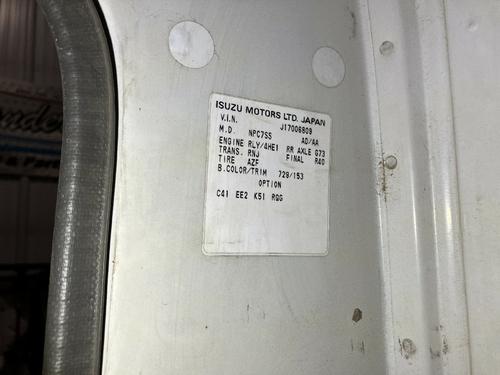 ISUZU MOTORS LTD. JAPAN
V.I.N. J17006809
M.D. NPC7SS AD/AA
ENGINE RLY/4HE1 RR AXLE G73
TRANS. RNJ FINAL R40
TIRE AZF
B.COLOR/TRIM 729/153
OPTION
C41 EE2 K51 RQG